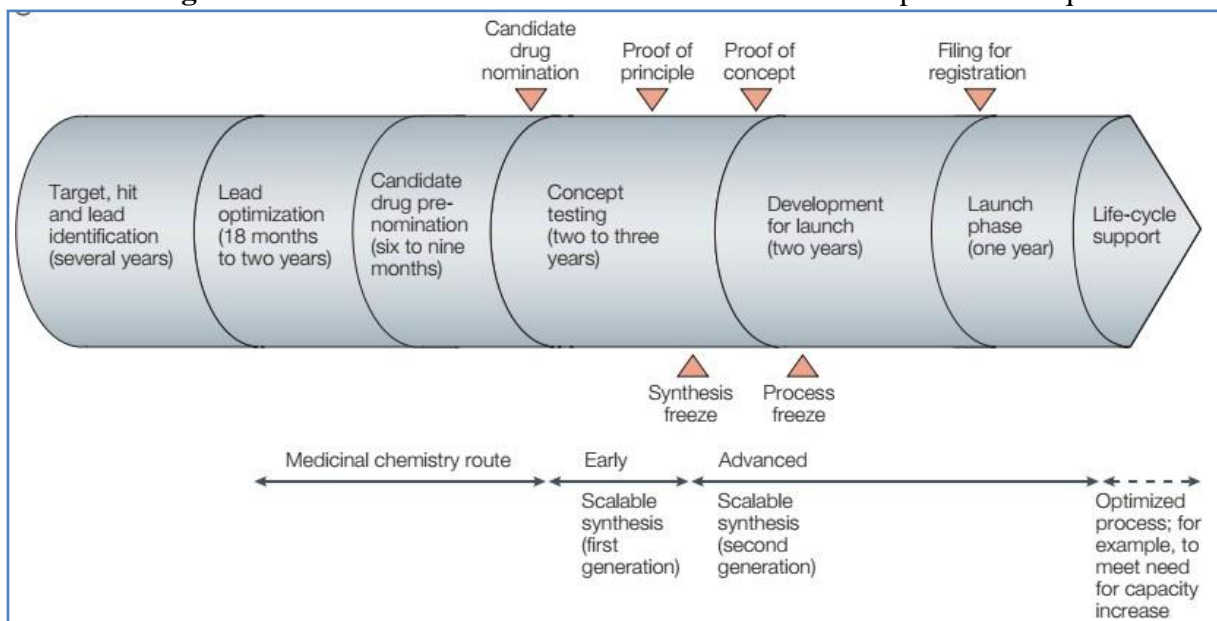 Candidate
drug
nomination
Proof of
principle
Proof of
concept
Filing for
registration
Target, hit
and lead
identification
(several years)
Lead
optimization
(18 months
to two years)
Candidate
drug pre-
nomination
(six to nine
months)
Concept
testing
(two to three
years)
Development
for launch
(two years)
Launch
phase
(one year)
Life-cycle
support
Synthesis
freeze
Process
freeze
Medicinal chemistry route
Early
Advanced
Scalable
synthesis
(first
generation)
Scalable
synthesis
(second
generation)
Optimized
process; for
example, to
meet need
for capacity
increase